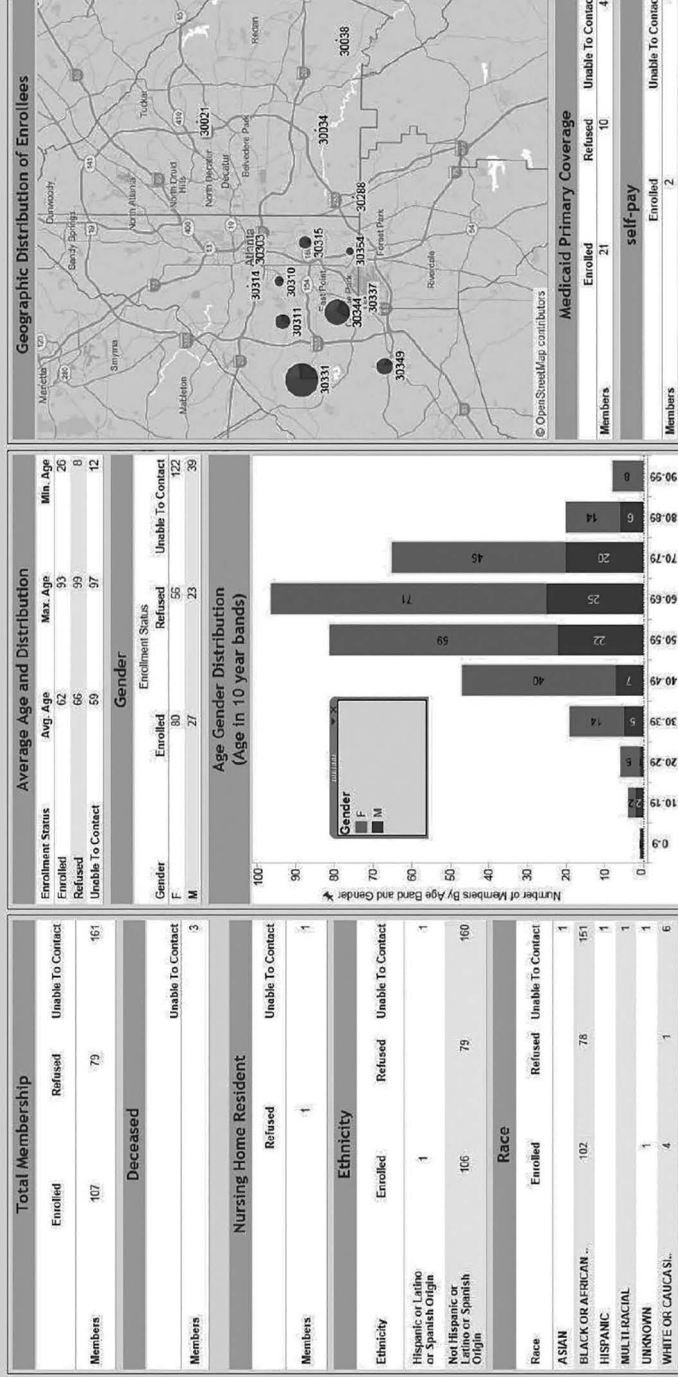 Total Membership
Enrolled Refused Unable To Contact
Members 107 79 161
Deceased
Unable To Contact
Members 3
Nursing Home Resident
Refused Unable To Contact
Members 1 1
Ethnicity
Ethnicity Enrolled Refused Unable To Contact
Hispanic or Latino
or Spanish Origin 1 1
Not Hispanic or
Latino or Spanish
Origin 106 79 160
Race
Race Enrolled Refused Unable To Contact
ASIAN 1
BLACK OR AFRICAN .. 102 78 151
HISPANIC 1
MULTI-RACIAL 1
UNKNOWN 1 1
WHITE OR CAUCASI.. 4 1 6
Average Age and Distribution
Enrollment Status Avg. Age Max. Age Min. Age
Enrolled 62 93 26
Refused 66 99 8
Unable To Contact 59 97 12
Gender
Enrollment Status
Gender Enrolled Refused Unable To Contact
F 80 56 122
M 27 23 39
Age Gender Distribution
(Age in 10 year bands)
Number of Members By Age Band and Gender
100
90
80
70
60
50
40
30
20
10
0
Gender
F
M
2 5 14 40 59 71 45 14 8
2 5 7 22 25 20 6
0-9 10-19 20-29 30-39 40-49 50-59 60-69 70-79 80-89 90-99
Geographic Distribution of Enrollees
Marietta
Sandy Springs
Dunwoody
Smyrna
North Atlanta
Tucker
Mableton
North Druid
Hills
North Decatur
Decatur
Belvedere Park
Redan
30021
Atlanta
30303
30314
30310
30311
30315
30331
East Point
30344
30354
30337
30288
30034
30038
Forest Park
30349
Riverdale
© OpenStreetMap contributors
Medicaid Primary Coverage
Enrolled Refused Unable To Contact
Members 21 10 4
self-pay
Enrolled Unable To Contact
Members 2